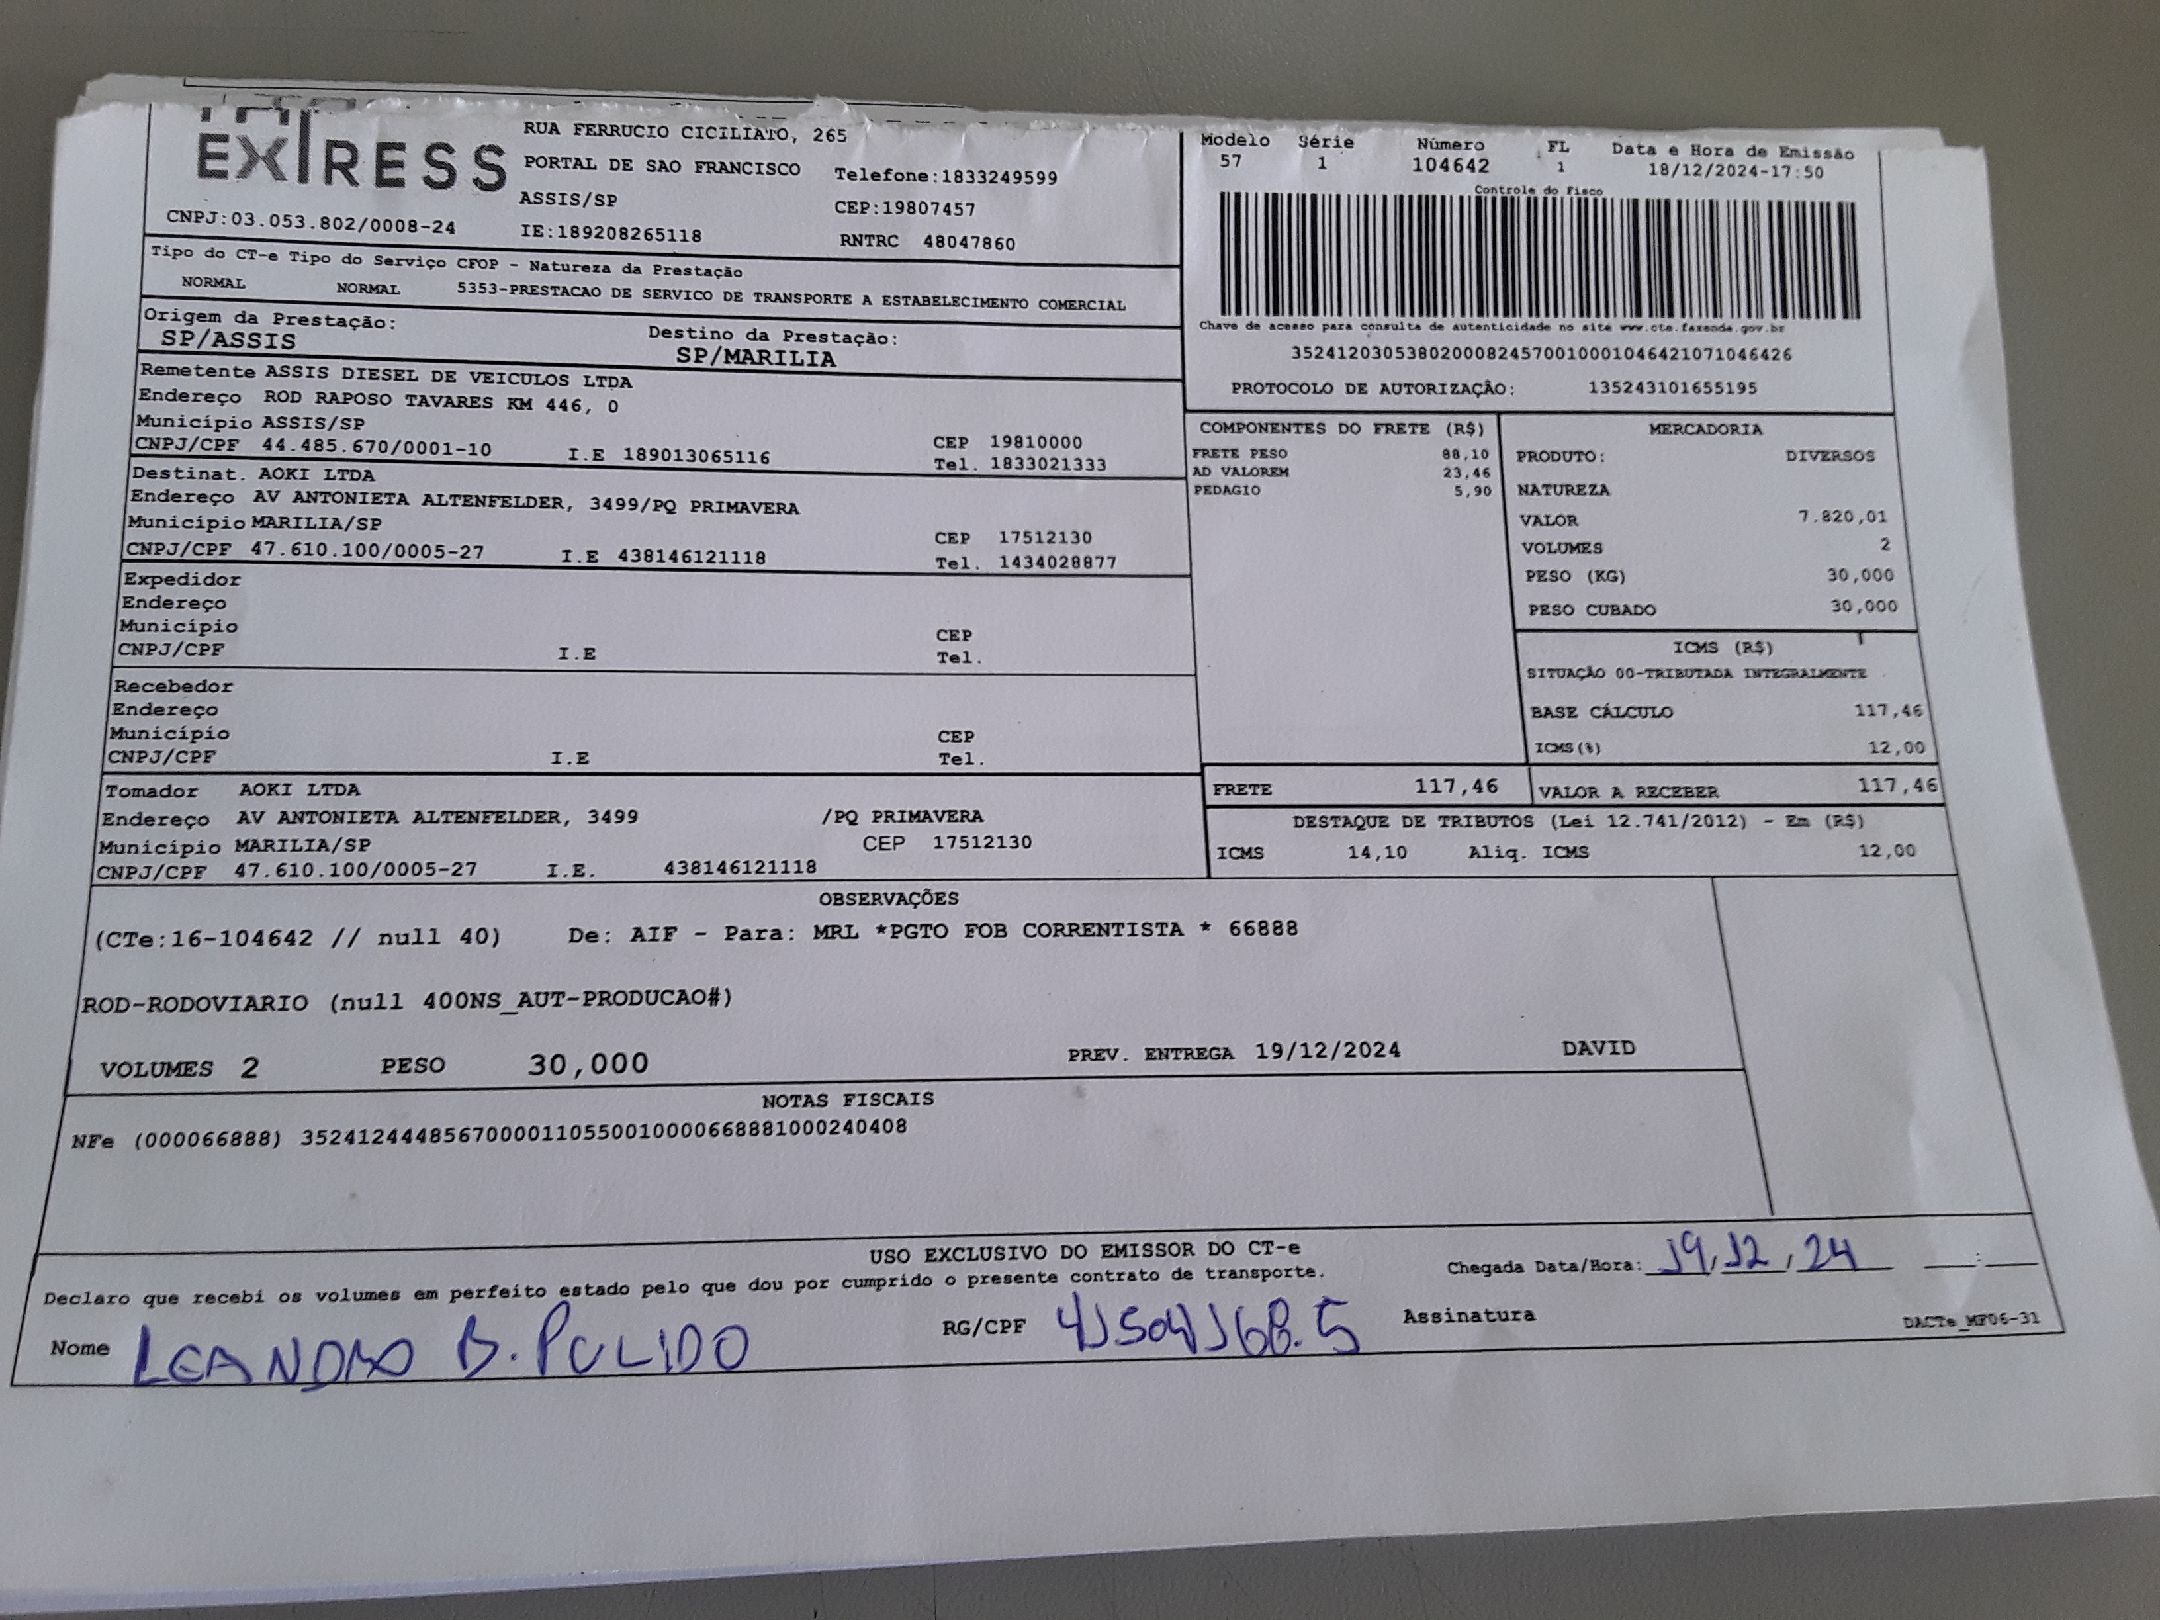 EXPRESS
RUA FERRUCIO CICILIATO, 265
PORTAL DE SAO FRANCISCO Telefone:1833249599
ASSIS/SP CEP:19807457
CNPJ:03.053.802/0008-24 IE:189208265118 RNTRC 48047860
Modelo Série Número FL Data e Hora de Emissão
57 1 104642 1 18/12/2024-17:50
Controle do Fisco
Chave de acesso para consulta de autenticidade no site www.cte.fazenda.gov.br
35241203053802000824570010001046421071046426
PROTOCOLO DE AUTORIZAÇÃO: 135243101655195
Tipo do CT-e Tipo do Serviço CFOP - Natureza da Prestação
NORMAL NORMAL 5353-PRESTACAO DE SERVICO DE TRANSPORTE A ESTABELECIMENTO COMERCIAL
Origem da Prestação: Destino da Prestação:
SP/ASSIS SP/MARILIA
Remetente ASSIS DIESEL DE VEICULOS LTDA
Endereço ROD RAPOSO TAVARES KM 446, 0
Município ASSIS/SP CEP 19810000
CNPJ/CPF 44.485.670/0001-10 I.E 189013065116 Tel. 1833021333
Destinat. AOKI LTDA
Endereço AV ANTONIETA ALTENFELDER, 3499/PQ PRIMAVERA
Município MARILIA/SP CEP 17512130
CNPJ/CPF 47.610.100/0005-27 I.E 438146121118 Tel. 1434028877
Expedidor
Endereço
Município CEP
CNPJ/CPF I.E Tel.
Recebedor
Endereço
Município CEP
CNPJ/CPF I.E Tel.
Tomador AOKI LTDA
Endereço AV ANTONIETA ALTENFELDER, 3499 /PQ PRIMAVERA
Município MARILIA/SP CEP 17512130
CNPJ/CPF 47.610.100/0005-27 I.E. 438146121118
COMPONENTES DO FRETE (R$)
FRETE PESO 88,10
AD VALOREM 23,46
PEDAGIO 5,90
MERCADORIA
PRODUTO: DIVERSOS
NATUREZA
VALOR 7.820,01
VOLUMES 2
PESO (KG) 30,000
PESO CUBADO 30,000
ICMS (R$)
SITUAÇÃO 00-TRIBUTADA INTEGRALMENTE
BASE CÁLCULO 117,46
ICMS(%) 12,00
FRETE 117,46 VALOR A RECEBER 117,46
DESTAQUE DE TRIBUTOS (Lei 12.741/2012) - Em (R$)
ICMS 14,10 Aliq. ICMS 12,00
OBSERVAÇÕES
(CTe:16-104642 // null 40) De: AIF - Para: MRL *PGTO FOB CORRENTISTA * 66888
ROD-RODOVIARIO (null 400NS_AUT-PRODUCAO#)
VOLUMES 2 PESO 30,000 PREV. ENTREGA 19/12/2024 DAVID
NOTAS FISCAIS
NFe (000066888) 35241244485670000110550010000668881000240408
USO EXCLUSIVO DO EMISSOR DO CT-e
Declaro que recebi os volumes em perfeito estado pelo que dou por cumprido o presente contrato de transporte.
Chegada Data/Hora: 19,12,24 :
Nome LEANDRO B. PULIDO RG/CPF 41504168.5 Assinatura
DACTe_MF06-31